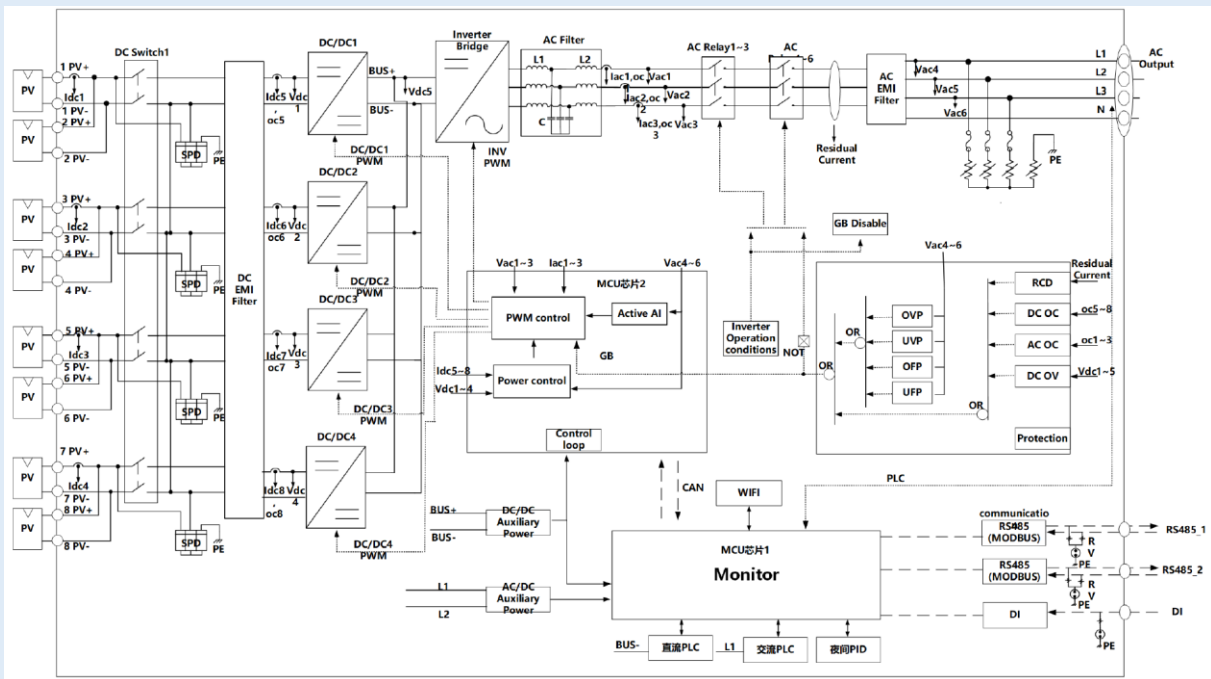 DC Switch1
DC/DC1
Inverter
Bridge
AC Filter
AC Relay1~3
AC
~6
AC
Output
1 PV+
PV
Idc1
1 PV-
2 PV+
PV
2 PV-
SPD
PE
Idc5
, oc5
Vdc
1
BUS+
BUS-
Vdc5
DC/DC1
PWM
INV
PWM
L1
L2
C
Iac1,oc
Vac1
Iac2,oc
2
Vac2
Iac3,oc
3
Vac3
3
Residual
Current
AC
EMI
Filter
Vac4
Vac5
Vac6
L1
L2
L3
N
PE
3 PV+
PV
Idc2
3 PV-
4 PV+
PV
4 PV-
SPD
PE
DC
EMI
Filter
DC/DC2
Idc6
oc6
Vdc
2
DC/DC2
PWM
5 PV+
PV
Idc3
5 PV-
6 PV+
PV
6 PV-
SPD
PE
DC/DC3
Idc7
oc7
Vdc
3
DC/DC3
PWM
7 PV+
PV
Idc4
7 PV-
8 PV+
PV
8 PV-
SPD
PE
DC/DC4
Idc8
, oc8
Vdc
4
DC/DC4
PWM
Vac1~3
Iac1~3
Vac4~6
MCU芯片2
PWM control
Active AI
GB
Idc5~8
Vdc1~4
Power control
Control
loop
GB Disable
Inverter
Operation
conditions
NOT
OR
OR
OR
Vac4~6
OVP
UVP
OFP
UFP
RCD
DC OC
AC OC
DC OV
Residual
Current
oc5~8
oc1~3
Vdc1~5
Protection
CAN
WIFI
PLC
BUS+
BUS-
DC/DC
Auxiliary
Power
L1
L2
AC/DC
Auxiliary
Power
MCU芯片1
Monitor
communicatio
RS485
(MODBUS)
R
V
PE
RS485_1
RS485
(MODBUS)
R
V
PE
RS485_2
DI
PE
DI
BUS-
直流PLC
L1
交流PLC
夜间PID